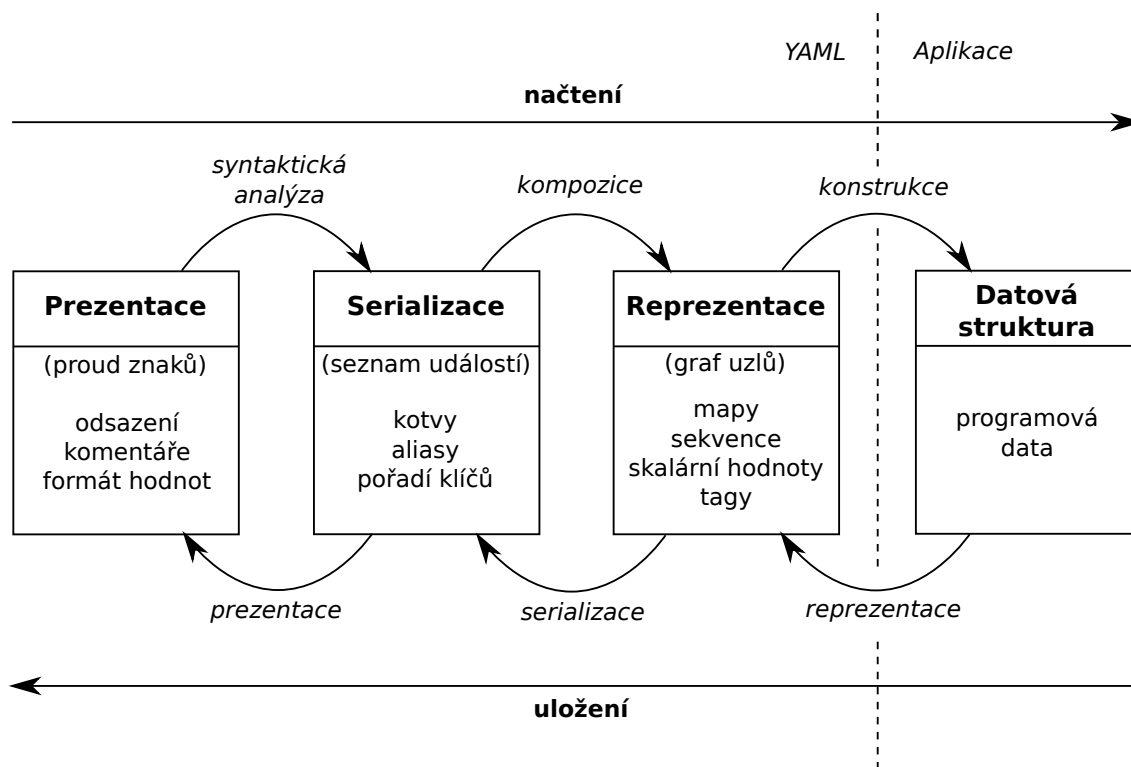 YAML
Aplikace
načtení
syntaktická
analýza
kompozice
konstrukce
Prezentace
(proud znaků)
odsazení
komentáře
formát hodnot
Serializace
(seznam událostí)
kotvy
aliasy
pořadí klíčů
Reprezentace
(graf uzlů)
mapy
sekvence
skalární hodnoty
tagy
Datová
struktura
programová
data
prezentace
serializace
reprezentace
uložení